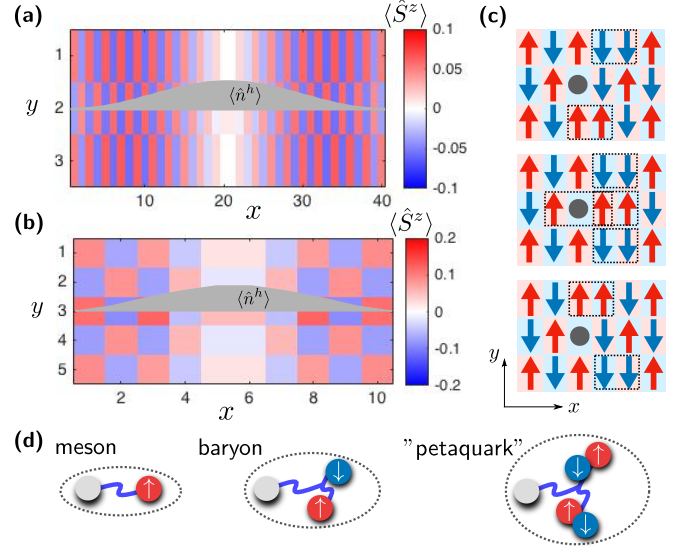 (a)
⟨Ŝᶻ⟩
0.1
0.05
0
-0.05
-0.1
y
1
2
3
⟨n̂ʰ⟩
10
20
30
40
x
(b)
⟨Ŝᶻ⟩
0.2
0.1
0
-0.1
-0.2
y
1
2
3
4
5
⟨n̂ʰ⟩
2
4
6
8
10
x
(c)
↑ ↓ ↑ ↓ ↓ ↑
↓ ↑ ↓ ↑ ↓
↑ ↓ ↑ ↑ ↓ ↑
↑ ↓ ↑ ↓ ↓ ↑
↓ ↑ ↑ ↑ ↓
↑ ↓ ↑ ↓ ↓ ↑
↑ ↓ ↑ ↑ ↓ ↑
↓ ↑ ↓ ↑ ↓
↑ ↓ ↑ ↓ ↓ ↑
y
x
(d)
meson
↑
baryon
↓
↑
"petaquark"
↓ ↑
↑ ↓